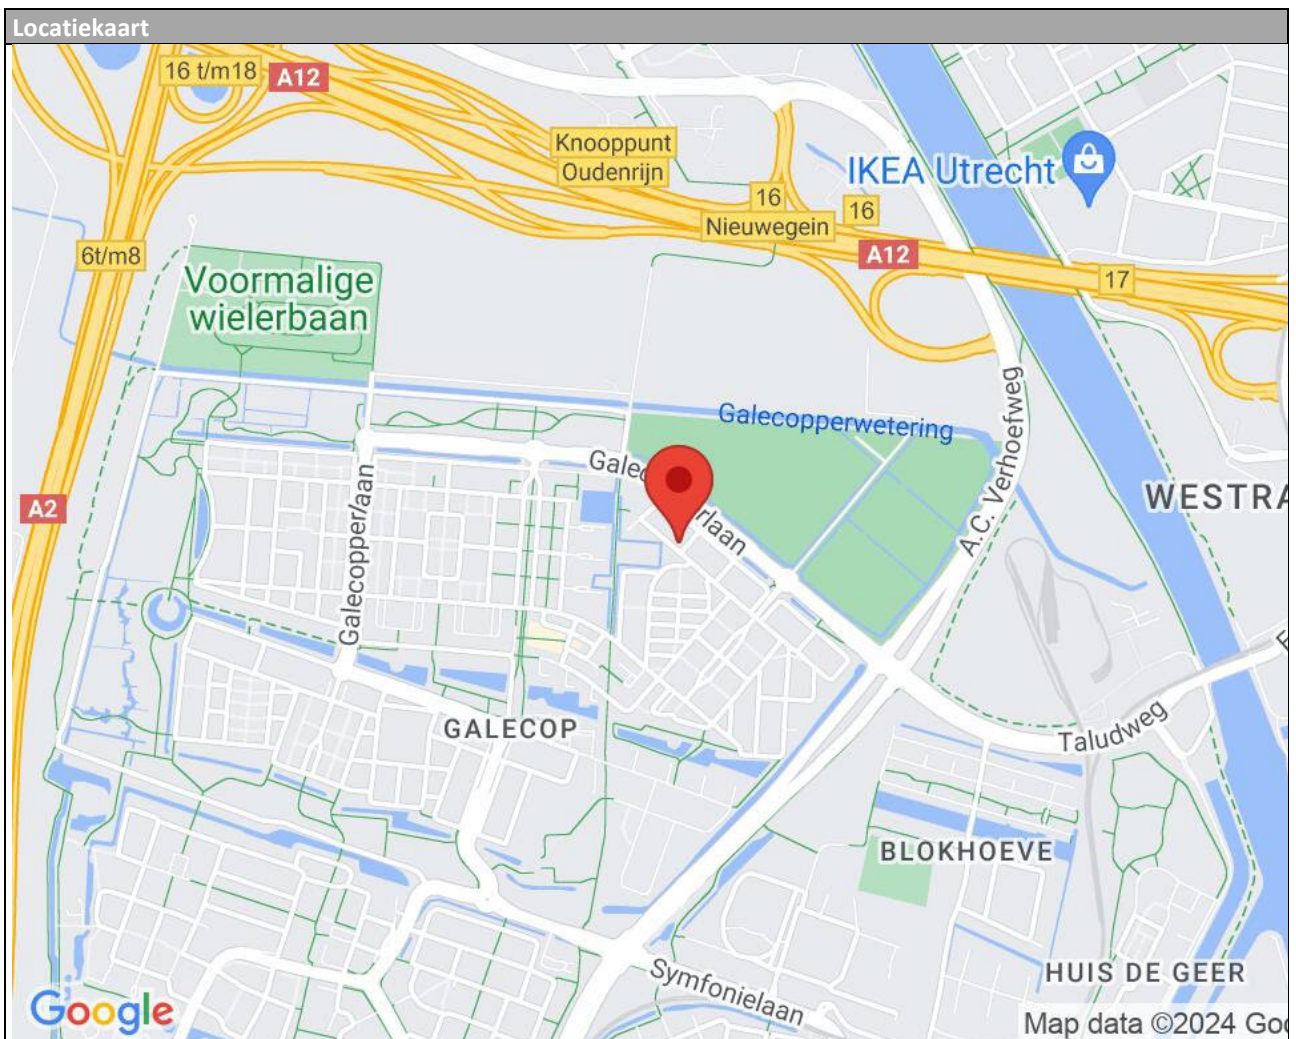 Locatiekaart
16 t/m18
A12
Knooppunt
Oudenrijn
IKEA Utrecht
16
16
Nieuwegein
A12
6t/m8
17
Voormalige
wielerbaan
Galecopperwetering
A.C. Verhoefweg
WESTRA
A2
Galecopperlaan
GALECOP
Taludweg
BLOKHOEVE
HUIS DE GEER
Symfonielaan
Google
Map data ©2024 Goo